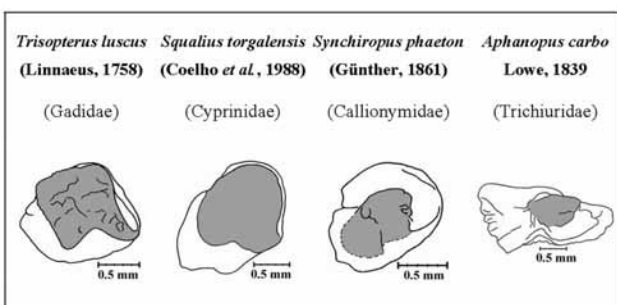 Trisopterus luscus Squalius torgalensis Synchiropus phaeton Aphanopus carbo
(Linnaeus, 1758) (Coelho et al., 1988) (Günther, 1861) Lowe, 1839
(Gadidae) (Cyprinidae) (Callionymidae) (Trichiuridae)
0.5 mm 0.5 mm 0.5 mm 0.5 mm